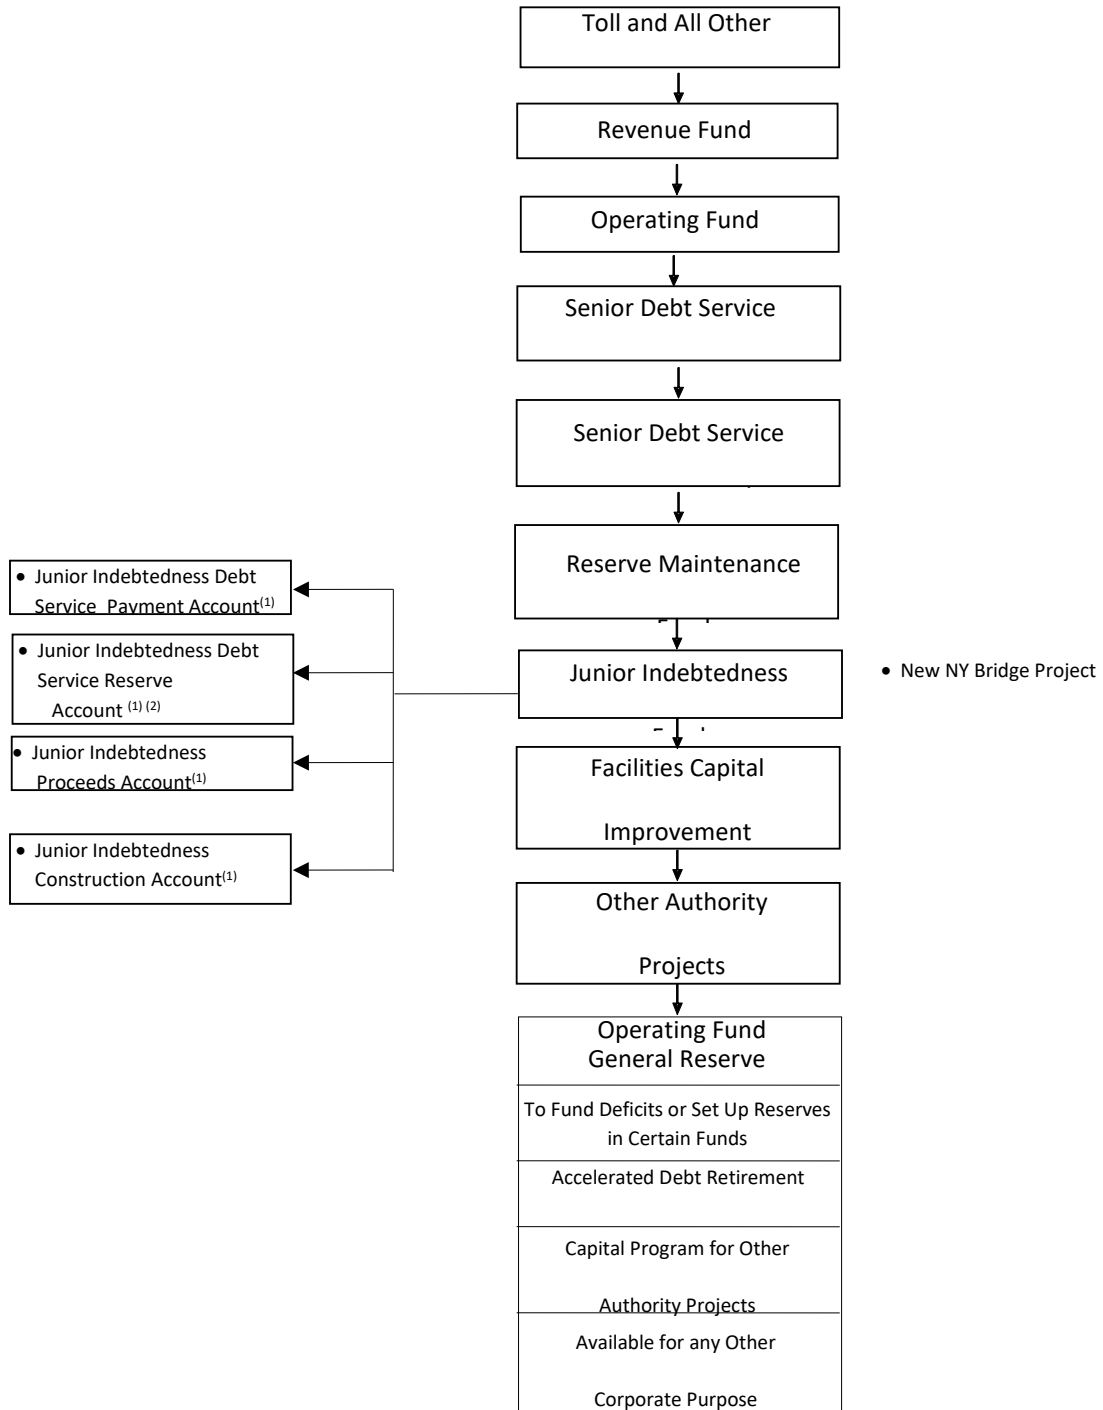 Toll and All Other
Revenue Fund
Operating Fund
Senior Debt Service
Senior Debt Service
Reserve Maintenance
• Junior Indebtedness Debt
Service Payment Account(1)
• Junior Indebtedness Debt
Service Reserve
Account (1) (2)
• Junior Indebtedness
Proceeds Account(1)
• Junior Indebtedness
Construction Account(1)
Junior Indebtedness
• New NY Bridge Project
Facilities Capital
Improvement
Other Authority
Projects
Operating Fund
General Reserve
To Fund Deficits or Set Up Reserves
in Certain Funds
Accelerated Debt Retirement
Capital Program for Other
Authority Projects
Available for any Other
Corporate Purpose